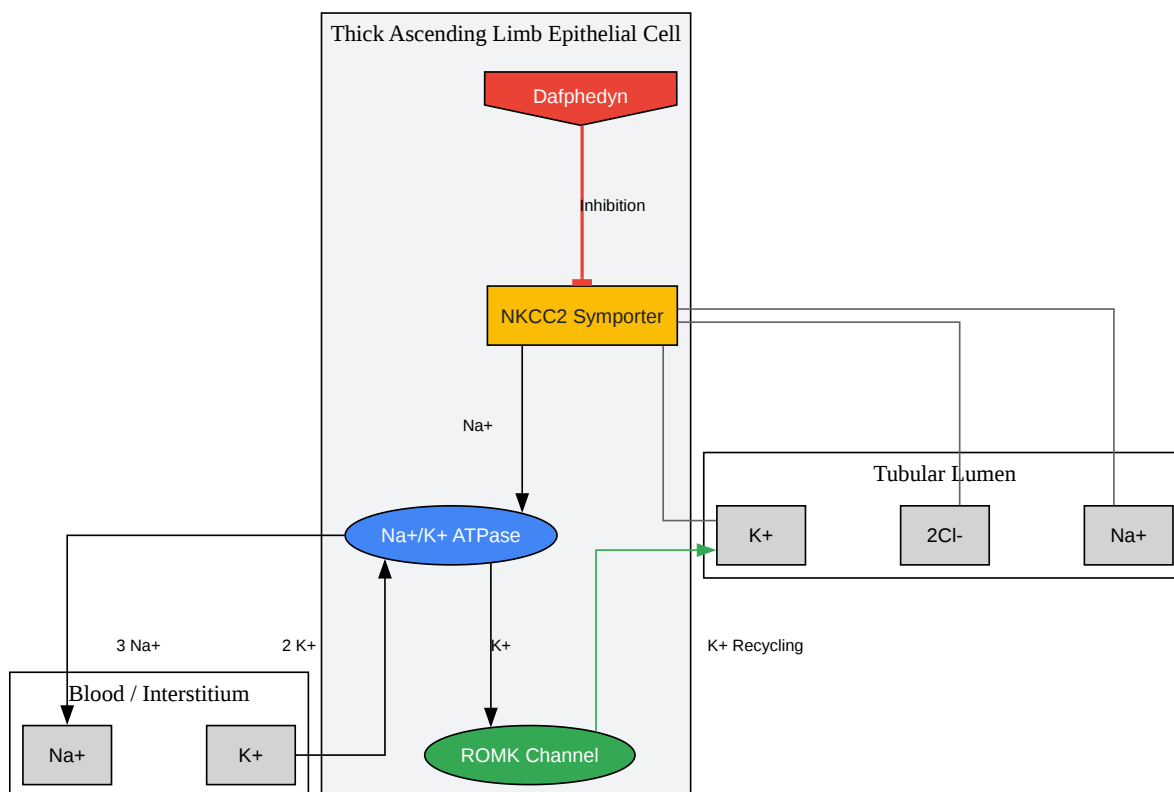 Thick Ascending Limb Epithelial Cell
Dafphedyn
Inhibition
NKCC2 Symporter
Na+
Tubular Lumen
Na+/K+ ATPase
K+
2Cl-
Na+
3 Na+
2 K+
K+
K+ Recycling
Blood / Interstitium
Na+
K+
ROMK Channel